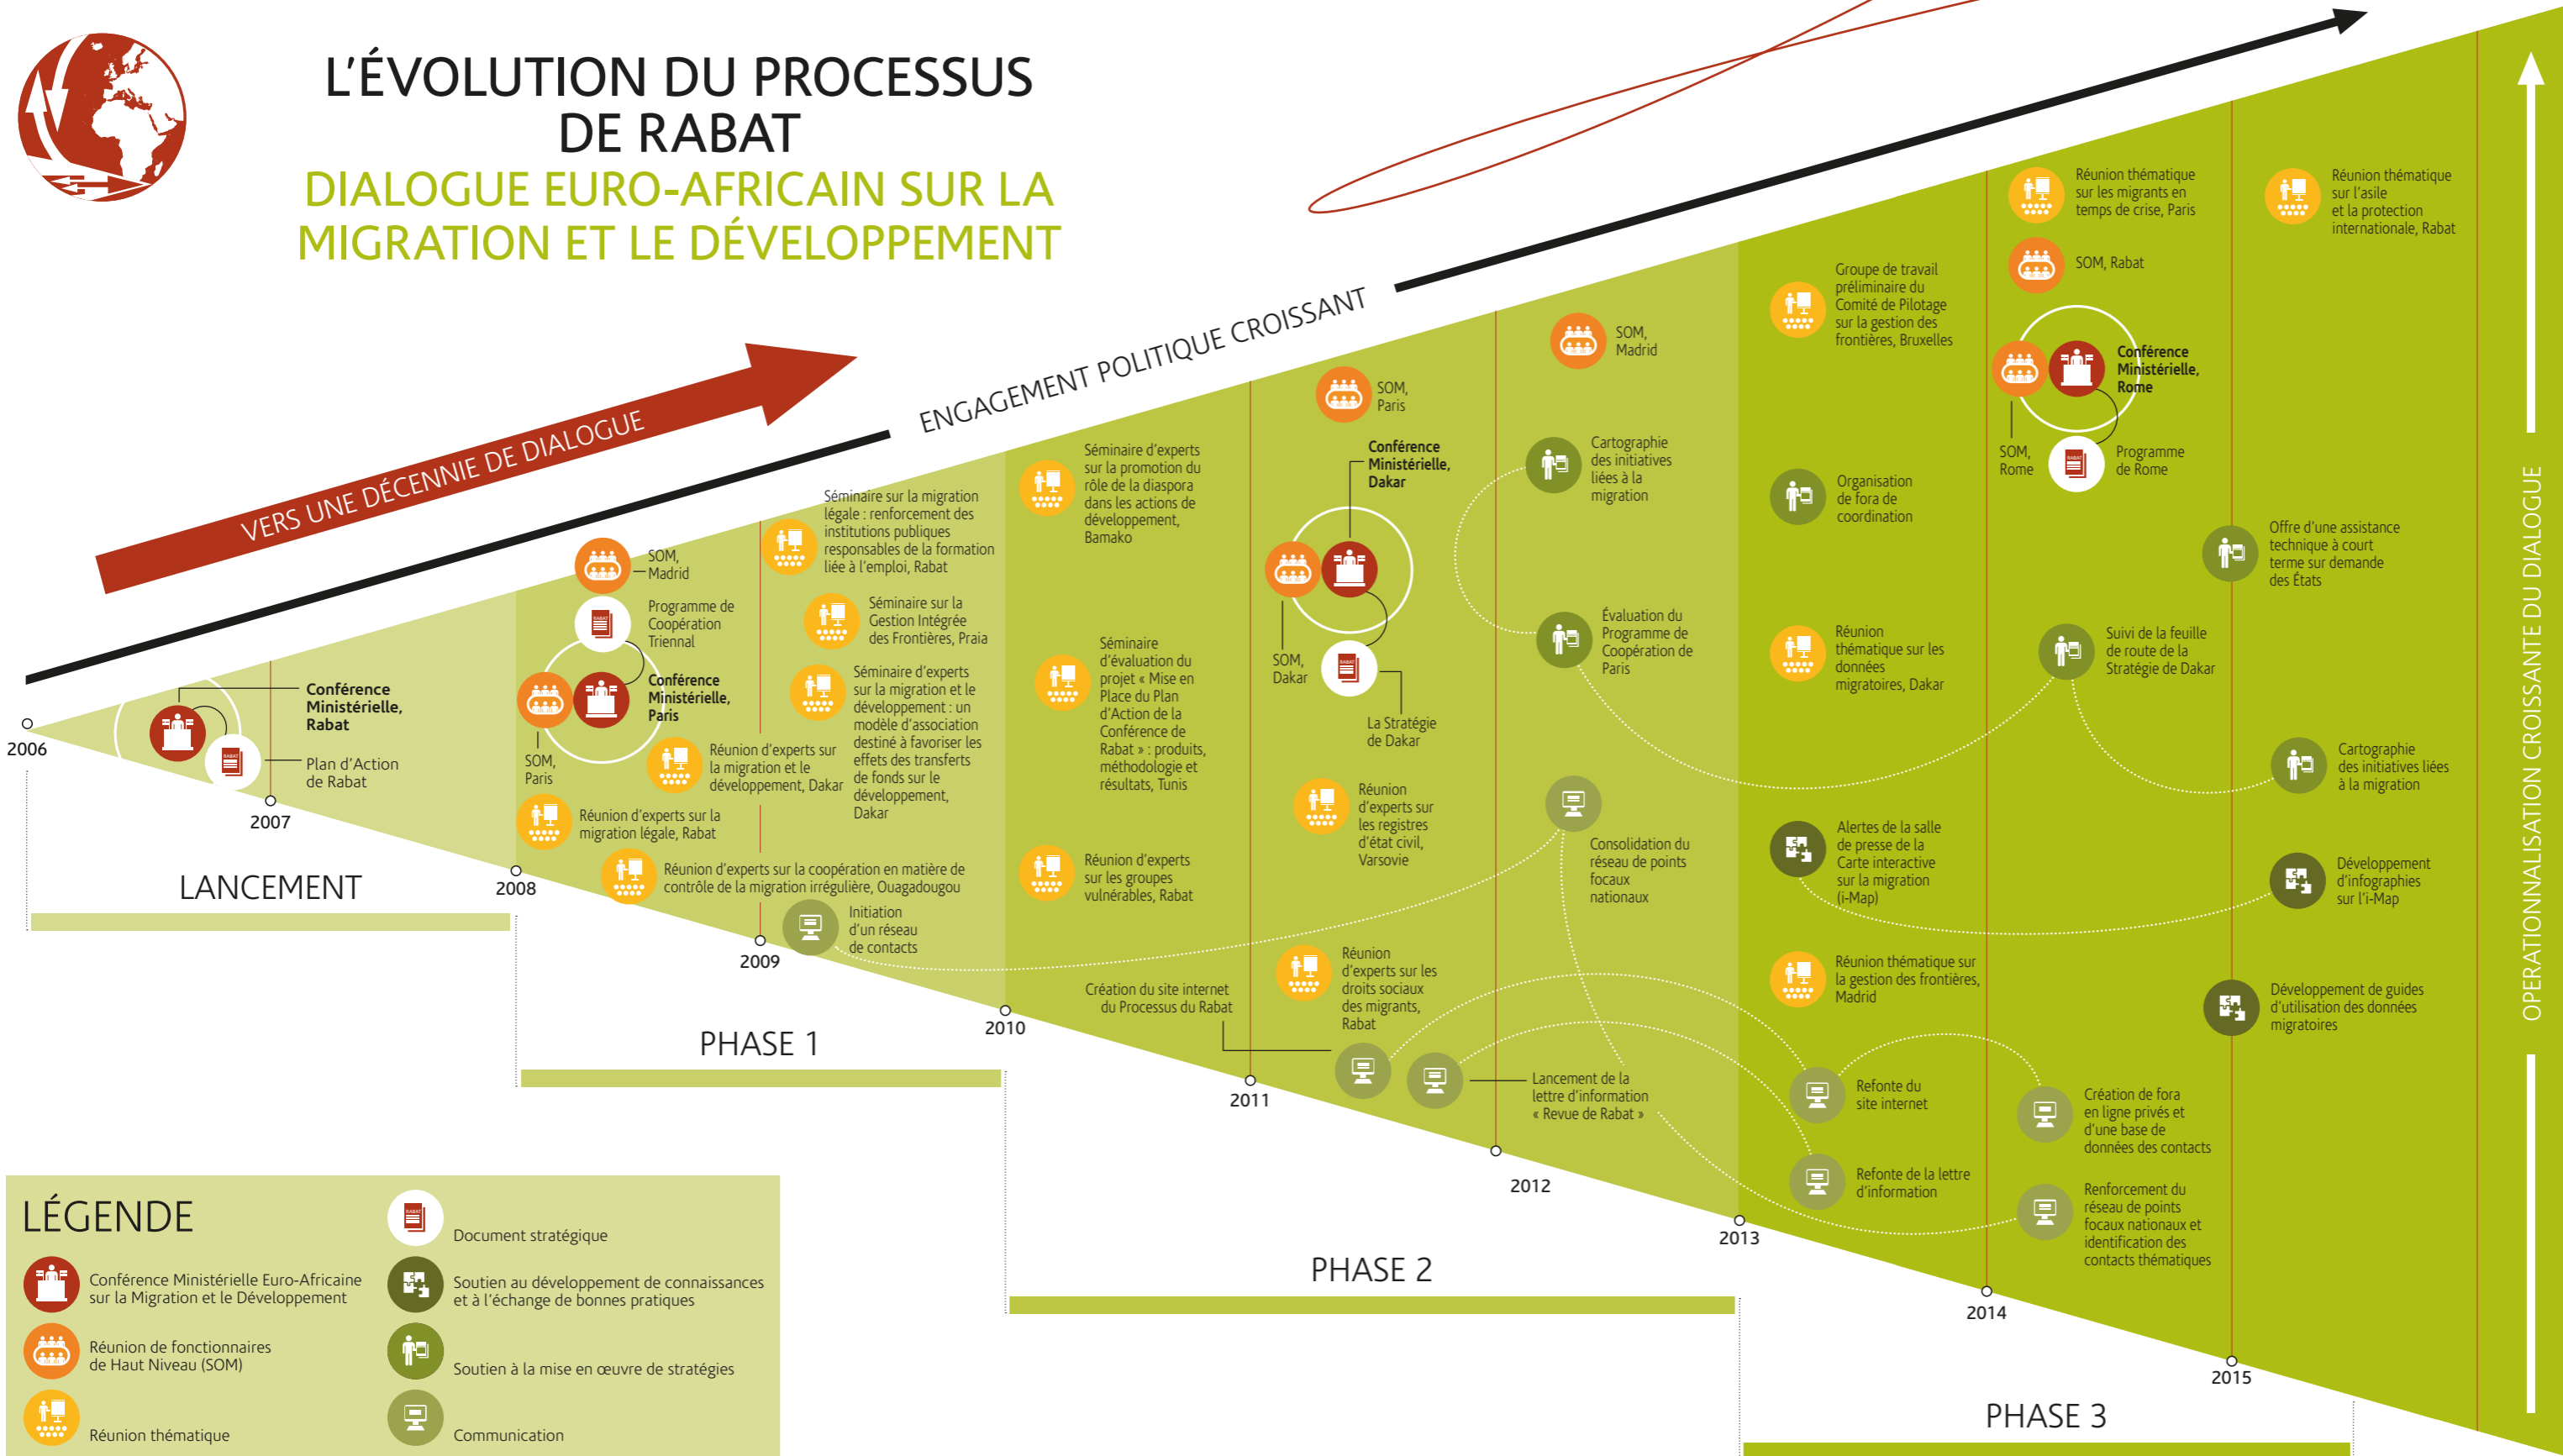 L'ÉVOLUTION DU PROCESSUS
DE RABAT
DIALOGUE EURO-AFRICAIN SUR LA
MIGRATION ET LE DÉVELOPPEMENT
VERS UNE DÉCENNIE DE DIALOGUE
ENGAGEMENT POLITIQUE CROISSANT
OPERATIONNALISATION CROISSANTE DU DIALOGUE
2006
Conférence
Ministérielle,
Rabat
RABAT
Plan d'Action
de Rabat
2007
LANCEMENT
2008
SOM,
Madrid
RABAT
Programme de
Coopération
Triennal
Conférence
Ministérielle,
Paris
SOM,
Paris
Réunion d'experts sur
la migration et le
développement, Dakar
Réunion d'experts sur la
migration légale, Rabat
Réunion d'experts sur la coopération en matière de
contrôle de la migration irrégulière, Ouagadougou
2009
Séminaire sur la migration
légale : renforcement des
institutions publiques
responsables de la formation
liée à l'emploi, Rabat
Séminaire sur la
Gestion Intégrée
des Frontières, Praia
Séminaire d'experts
sur la migration et le
développement : un
modèle d'association
destiné à favoriser les
effets des transferts
de fonds sur le
développement,
Dakar
Initiation
d'un réseau
de contacts
PHASE 1
2010
Séminaire d'experts
sur la promotion du
rôle de la diaspora
dans les actions de
développement,
Bamako
Séminaire
d'évaluation du
projet « Mise en
Place du Plan
d'Action de la
Conférence de
Rabat » : produits,
méthodologie et
résultats, Tunis
Réunion d'experts
sur les groupes
vulnérables, Rabat
Création du site internet
du Processus du Rabat
2011
SOM,
Paris
Conférence
Ministérielle,
Dakar
SOM,
Dakar
RABAT
La Stratégie
de Dakar
Réunion
d'experts sur
les registres
d'état civil,
Varsovie
Réunion
d'experts sur les
droits sociaux
des migrants,
Rabat
Lancement de la
lettre d'information
« Revue de Rabat »
2012
SOM,
Madrid
Cartographie
des initiatives
liées à la
migration
Évaluation du
Programme de
Coopération de
Paris
Consolidation du
réseau de points
focaux
nationaux
PHASE 2
2013
Groupe de travail
préliminaire du
Comité de Pilotage
sur la gestion des
frontières, Bruxelles
Organisation
de fora de
coordination
Réunion
thématique sur les
données
migratoires, Dakar
Alertes de la salle
de presse de la
Carte interactive
sur la migration
(i-Map)
Réunion thématique sur
la gestion des frontières,
Madrid
Refonte du
site internet
Refonte de la lettre
d'information
2014
Réunion thématique
sur les migrants en
temps de crise, Paris
SOM, Rabat
Conférence
Ministérielle,
Rome
SOM,
Rome
RABAT
Programme
de Rome
Suivi de la feuille
de route de la
Stratégie de Dakar
Création de fora
en ligne privés et
d'une base de
données des contacts
Renforcement du
réseau de points
focaux nationaux et
identification des
contacts thématiques
2015
Réunion thématique
sur l'asile
et la protection
internationale, Rabat
Offre d'une assistance
technique à court
terme sur demande
des États
Cartographie
des initiatives liées
à la migration
Développement
d'infographies
sur l'i-Map
Développement de guides
d'utilisation des données
migratoires
PHASE 3
LÉGENDE
Conférence Ministérielle Euro-Africaine
sur la Migration et le Développement
Réunion de fonctionnaires
de Haut Niveau (SOM)
Réunion thématique
RABAT
Document stratégique
Soutien au développement de connaissances
et à l'échange de bonnes pratiques
Soutien à la mise en œuvre de stratégies
Communication